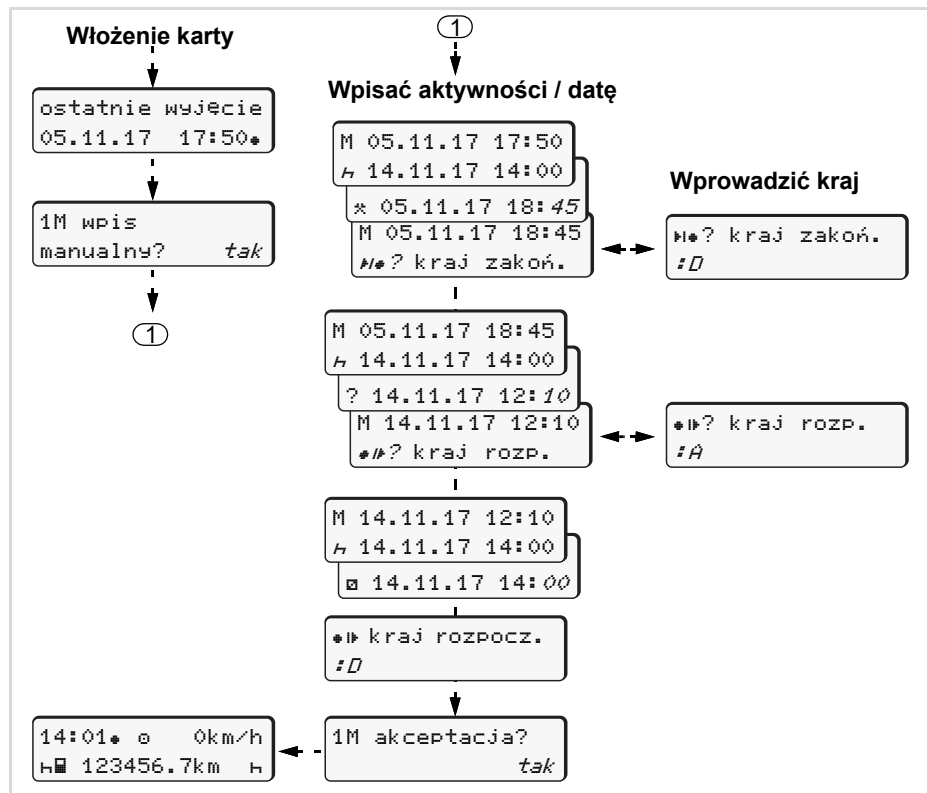 Włożenie karty
ostatnie wyjęcie
05.11.17 17:50•
1M wpis
manualny? tak
1
1
Wpisać aktywności / datę
M 05.11.17 17:50
14.11.17 14:00
05.11.17 18:45
M 05.11.17 18:45
? kraj zakoń.
Wprowadzić kraj
? kraj zakoń.
:D
M 05.11.17 18:45
14.11.17 14:00
? 14.11.17 12:10
M 14.11.17 12:10
? kraj rozp.
? kraj rozp.
:A
M 14.11.17 12:10
14.11.17 14:00
14.11.17 14:00
kraj rozpocz.
:D
1M akceptacja?
tak
14:01• 0km/h
123456.7km